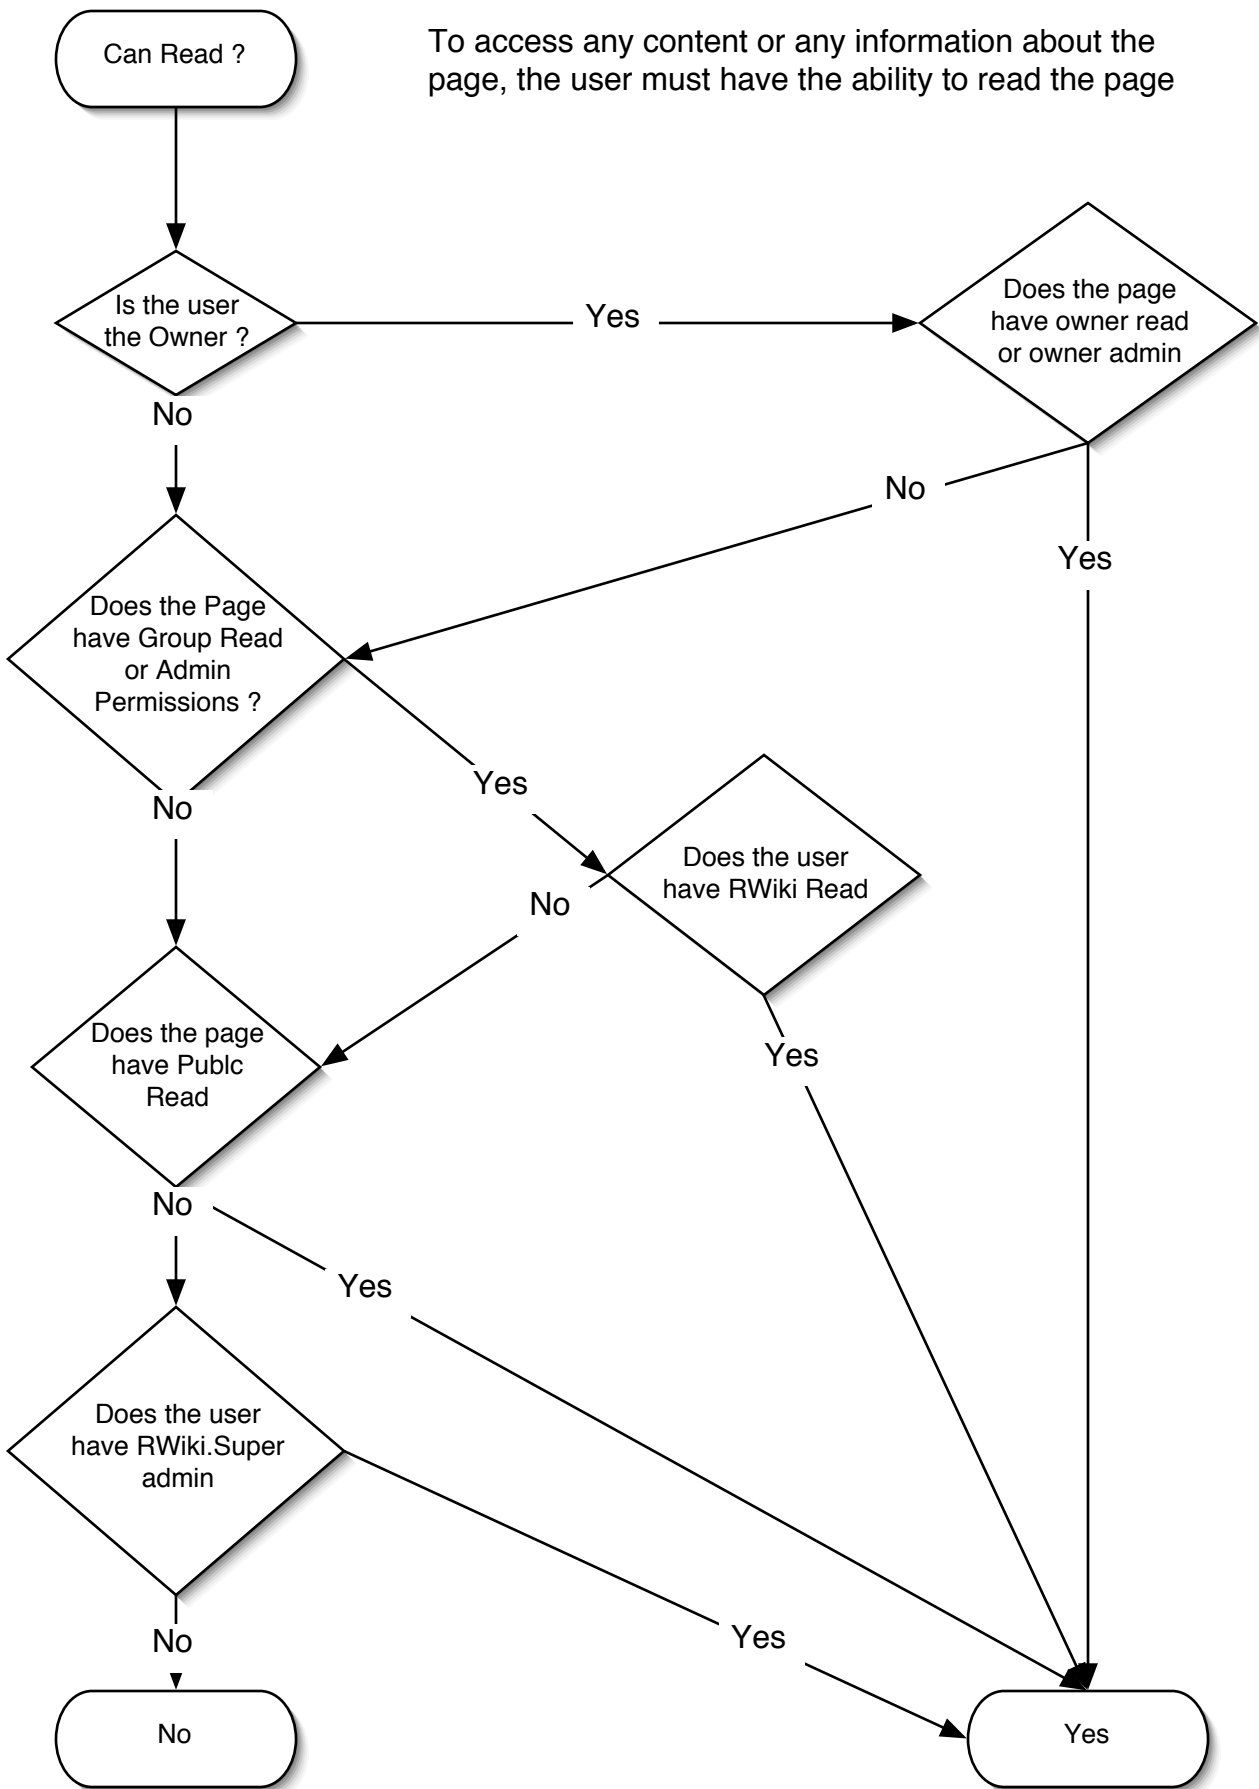 Can Read ?
To access any content or any information about the
page, the user must have the ability to read the page
Is the user
the Owner ?
Yes
Does the page
have owner read
or owner admin
No
No
Yes
Does the Page
have Group Read
or Admin
Permissions ?
Yes
No
Does the user
have RWiki Read
No
Does the page
have Publc
Read
Yes
No
Yes
Does the user
have RWiki.Super
admin
Yes
No
No
Yes